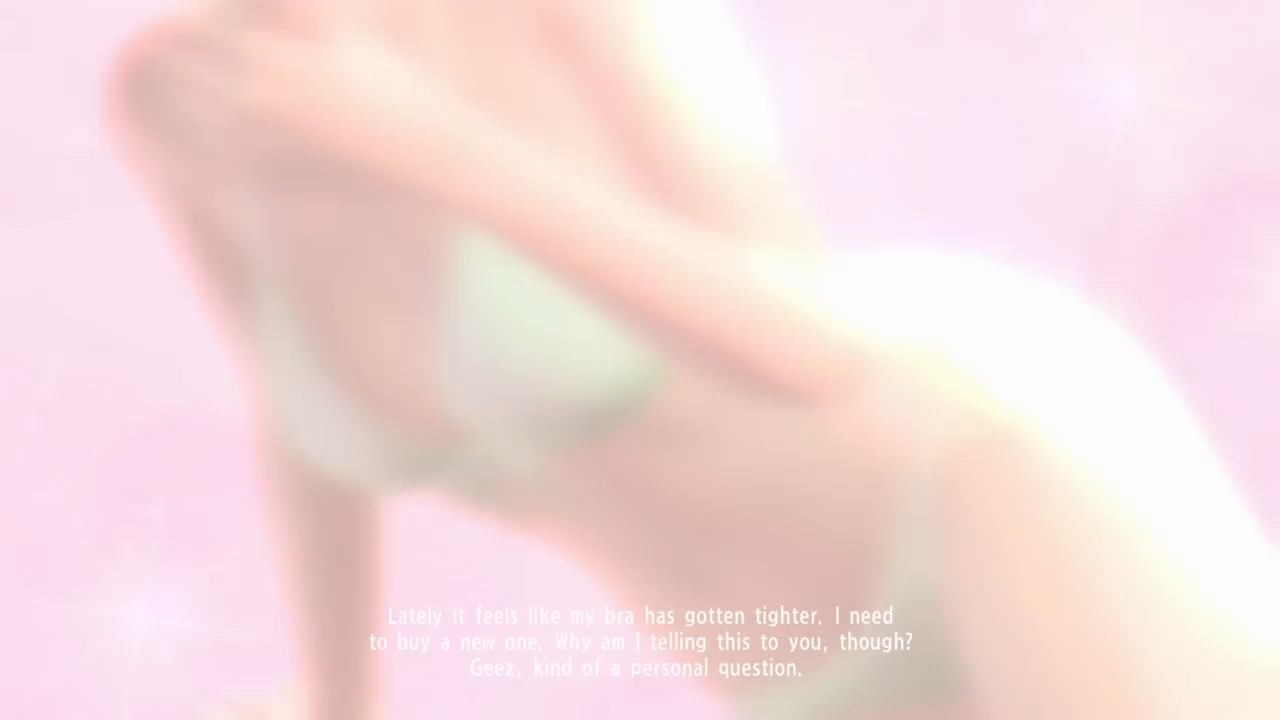 Lately it feels like my bra has gotten tighter. I need
to buy a new one. Why am I telling this to you, though?
Geez, kind of a personal question.